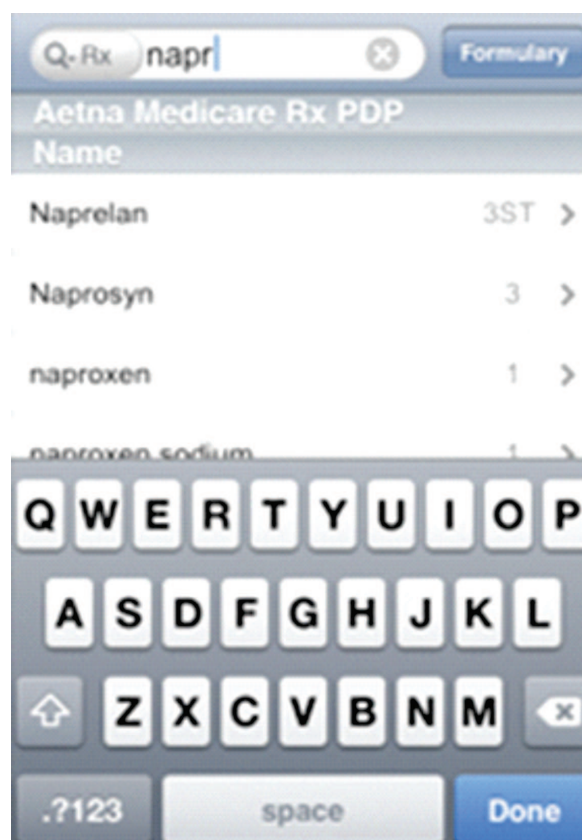 Rx napr Formulary
Aetna Medicare Rx PDP
Name
Naprelan 3ST
Naprosyn 3
naproxen 1
naproxen sodium 1
Q W E R T Y U I O P
A S D F G H J K L
Z X C V B N M
.?123 space Done